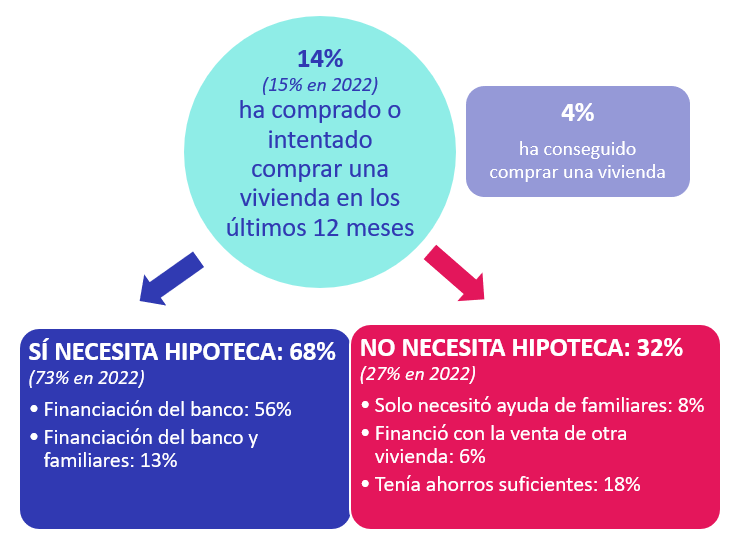 14%
(15% en 2022)
ha comprado o
intentado
comprar una
vivienda en los
últimos 12 meses
4%
ha conseguido
comprar una vivienda
SÍ NECESITA HIPOTECA: 68%
(73% en 2022)
• Financiación del banco: 56%
• Financiación del banco y
familiares: 13%
NO NECESITA HIPOTECA: 32%
(27% en 2022)
• Solo necesitó ayuda de familiares: 8%
• Financió con la venta de otra
vivienda: 6%
• Tenía ahorros suficientes: 18%